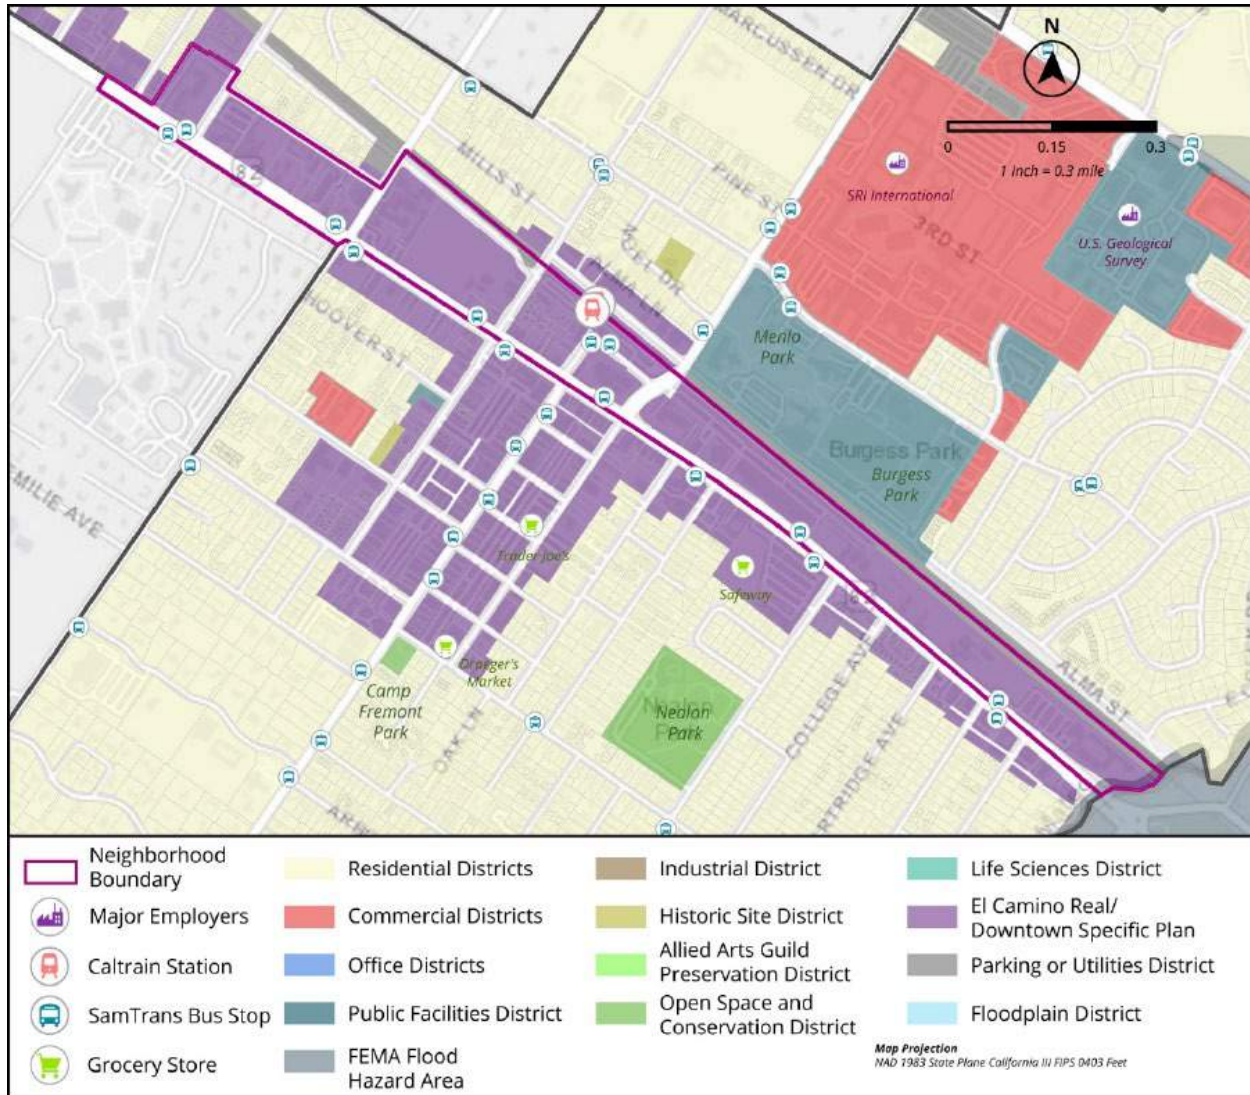 MARCUSSEN DR
N
0
0.15
0.3
1 Inch = 0.3 mile
82
MILLS ST
PINE ST
SRI International
3RD ST
U.S. Geological
Survey
ALMA LN
HOOVER ST
Menlo
Park
Burgess Park
Burgess
Park
EMILIE AVE
Trader Joe's
Safeway
82
Draeger's
Market
Camp
Fremont
Park
OAK LN
Nealon
Park
Nealon
Park
COLLEGE AVE
ALMA ST
PARTRIDGE AVE
Neighborhood
Boundary
Major Employers
Caltrain Station
SamTrans Bus Stop
Grocery Store
Residential Districts
Commercial Districts
Office Districts
Public Facilities District
FEMA Flood
Hazard Area
Industrial District
Historic Site District
Allied Arts Guild
Preservation District
Open Space and
Conservation District
Life Sciences District
El Camino Real/
Downtown Specific Plan
Parking or Utilities District
Floodplain District
Map Projection
NAD 1983 State Plane California III FIPS 0403 Feet